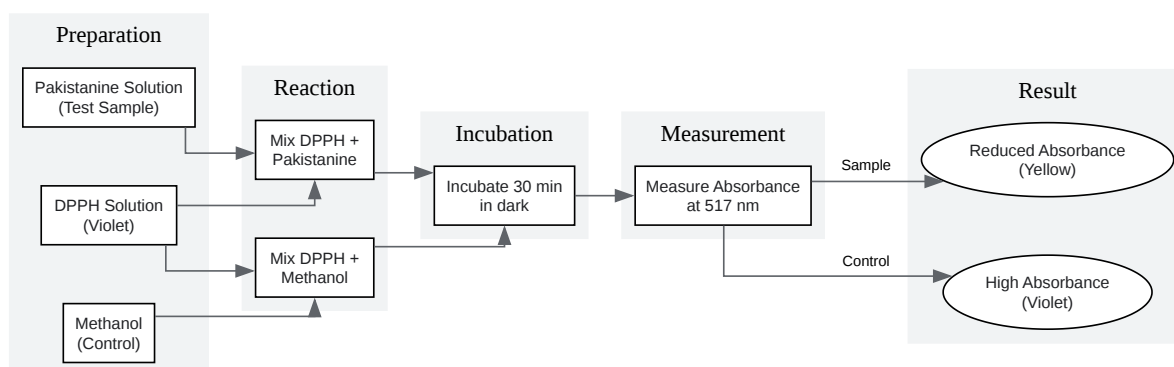 Preparation
Pakistanine Solution
(Test Sample)
DPPH Solution
(Violet)
Methanol
(Control)
Reaction
Mix DPPH +
Pakistanine
Mix DPPH +
Methanol
Incubation
Incubate 30 min
in dark
Measurement
Measure Absorbance
at 517 nm
Sample
Control
Result
Reduced Absorbance
(Yellow)
High Absorbance
(Violet)